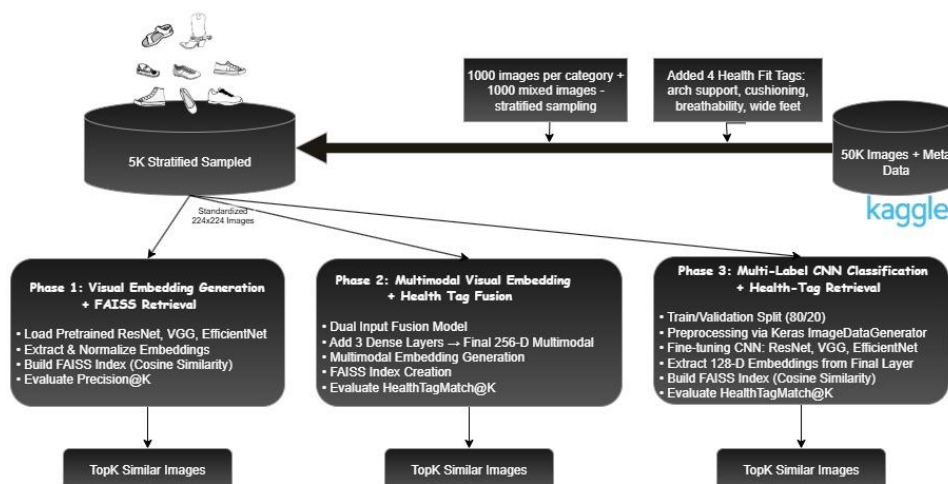 1000 images per category +
1000 mixed images -
stratified sampling
Added 4 Health Fit Tags:
arch support, cushioning,
breathability, wide feet
5K Stratified Sampled
50K Images + Meta
Data
kaggle
Standardized
224x224 Images
Phase 1: Visual Embedding Generation
+ FAISS Retrieval
• Load Pretrained ResNet, VGG, EfficientNet
• Extract & Normalize Embeddings
• Build FAISS Index (Cosine Similarity)
• Evaluate Precision@K
Phase 2: Multimodal Visual Embedding
+ Health Tag Fusion
• Dual Input Fusion Model
• Add 3 Dense Layers → Final 256-D Multimodal
• Multimodal Embedding Generation
• FAISS Index Creation
• Evaluate HealthTagMatch@K
Phase 3: Multi-Label CNN Classification
+ Health-Tag Retrieval
• Train/Validation Split (80/20)
• Preprocessing via Keras ImageDataGenerator
• Fine-tuning CNN: ResNet, VGG, EfficientNet
• Extract 128-D Embeddings from Final Layer
• Build FAISS Index (Cosine Similarity)
• Evaluate HealthTagMatch@K
TopK Similar Images
TopK Similar Images
TopK Similar Images